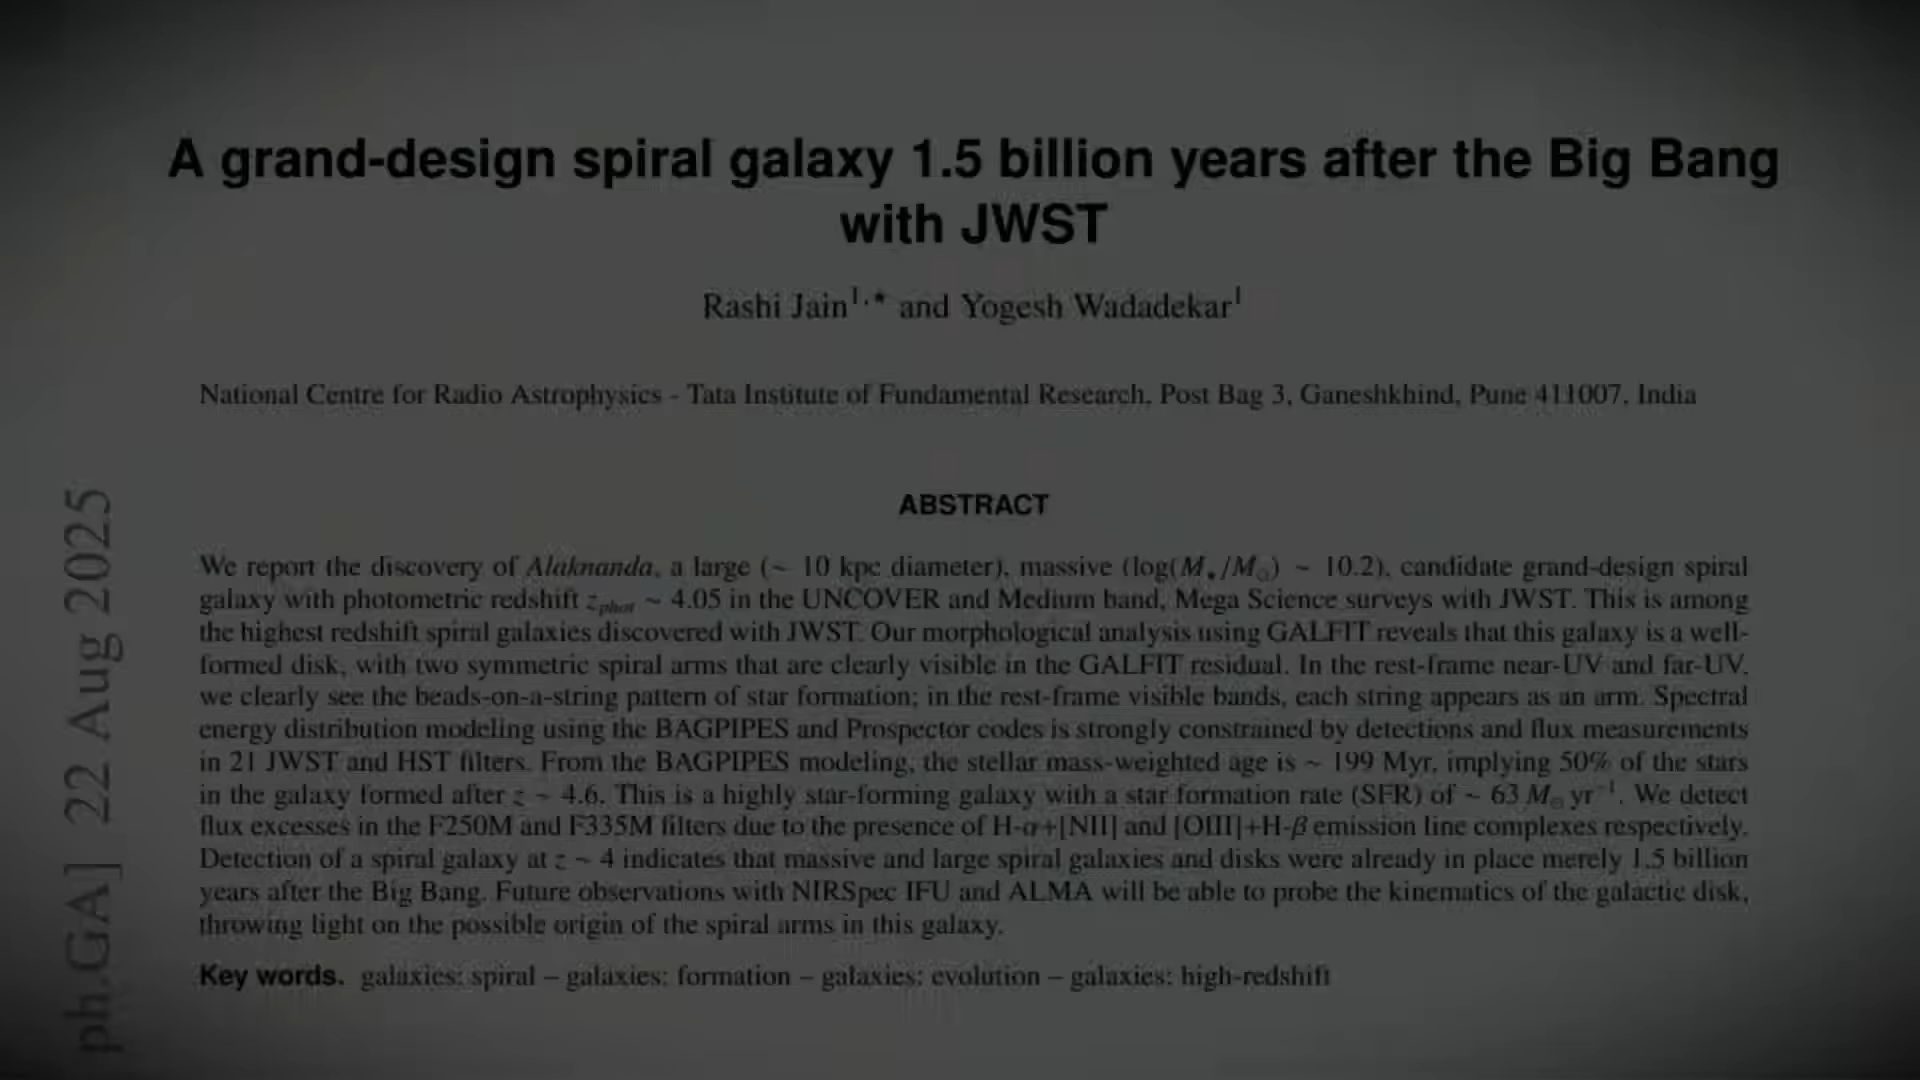 A grand-design spiral galaxy 1.5 billion years after the Big Bang
with JWST
Rashi Jain1,★ and Yogesh Wadadekar1
National Centre for Radio Astrophysics - Tata Institute of Fundamental Research, Post Bag 3, Ganeshkhind, Pune 411007, India
ABSTRACT
We report the discovery of Alaknanda, a large (∼ 10 kpc diameter), massive (log(M⋆/M⊙) ∼ 10.2), candidate grand-design spiral
galaxy with photometric redshift zphot ∼ 4.05 in the UNCOVER and Medium band, Mega Science surveys with JWST. This is among
the highest redshift spiral galaxies discovered with JWST. Our morphological analysis using GALFIT reveals that this galaxy is a well-
formed disk, with two symmetric spiral arms that are clearly visible in the GALFIT residual. In the rest-frame near-UV and far-UV,
we clearly see the beads-on-a-string pattern of star formation; in the rest-frame visible bands, each string appears as an arm. Spectral
energy distribution modeling using the BAGPIPES and Prospector codes is strongly constrained by detections and flux measurements
in 21 JWST and HST filters. From the BAGPIPES modeling, the stellar mass-weighted age is ∼ 199 Myr, implying 50% of the stars
in the galaxy formed after z ∼ 4.6. This is a highly star-forming galaxy with a star formation rate (SFR) of ∼ 63 M⊙ yr−1. We detect
flux excesses in the F250M and F335M filters due to the presence of H-α+[NII] and [OIII]+H-β emission line complexes respectively.
Detection of a spiral galaxy at z ∼ 4 indicates that massive and large spiral galaxies and disks were already in place merely 1.5 billion
years after the Big Bang. Future observations with NIRSpec IFU and ALMA will be able to probe the kinematics of the galactic disk,
throwing light on the possible origin of the spiral arms in this galaxy.
Key words. galaxies: spiral – galaxies: formation – galaxies: evolution – galaxies: high-redshift
ph.GA] 22 Aug 2025